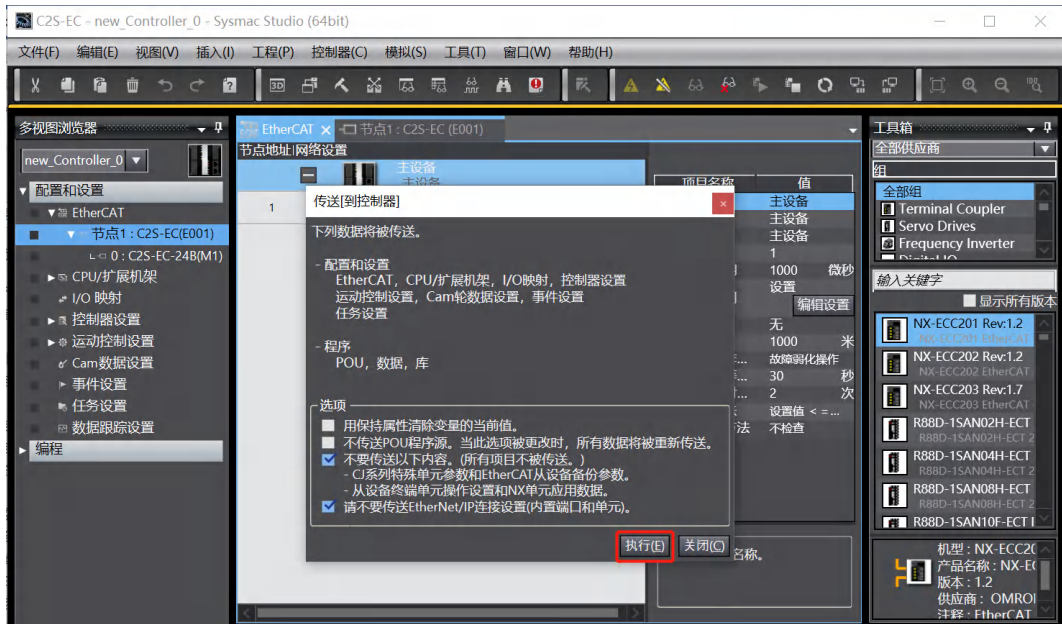 C2S-EC - new_Controller_0 - Sysmac Studio (64bit)
文件(F) 编辑(E) 视图(V) 插入(I) 工程(P) 控制器(C) 模拟(S) 工具(T) 窗口(W) 帮助(H)
多视图浏览器
new_Controller_0
配置和设置
EtherCAT
节点1 : C2S-EC(E001)
0 : C2S-EC-24B(M1)
CPU/扩展机架
I/O 映射
控制器设置
运动控制设置
Cam数据设置
事件设置
任务设置
数据跟踪设置
编程
EtherCAT
节点1 : C2S-EC (E001)
节点地址|网络设置
主设备
主设备
1
传送[到控制器]
下列数据将被传送。
- 配置和设置
EtherCAT，CPU/扩展机架，I/O映射，控制器设置
运动控制设置，Cam轮数据设置，事件设置
任务设置
- 程序
POU，数据，库
选项
用保持属性清除变量的当前值。
不传送POU程序源。当此选项被更改时，所有数据将被重新传送。
不要传送以下内容。(所有项目不被传送。)
- CJ系列特殊单元参数和EtherCAT从设备备份参数。
- 从设备终端单元操作设置和NX单元应用数据。
请不要传送EtherNet/IP连接设置(内置端口和单元)。
执行(E) 关闭(C)
项目名称 值
主设备
主设备
主设备
1
1000 微秒
设置
编辑设置
无
1000 米
故障弱化操作
30 秒
2 次
设置值 < =...
法 不检查
名称。
工具箱
全部供应商
组
全部组
Terminal Coupler
Servo Drives
Frequency Inverter
Digital IO
输入关键字
显示所有版本
NX-ECC201 Rev:1.2
NX-ECC201 EtherCAT
NX-ECC202 Rev:1.2
NX-ECC202 EtherCAT
NX-ECC203 Rev:1.7
NX-ECC203 EtherCAT
R88D-1SAN02H-ECT
R88D-1SAN02H-ECT 2
R88D-1SAN04H-ECT
R88D-1SAN04H-ECT 2
R88D-1SAN08H-ECT
R88D-1SAN08H-ECT 2
R88D-1SAN10F-ECT
机型 : NX-ECC20
产品名称 : NX-E
版本 : 1.2
供应商 : OMRO
注释 : EtherCAT